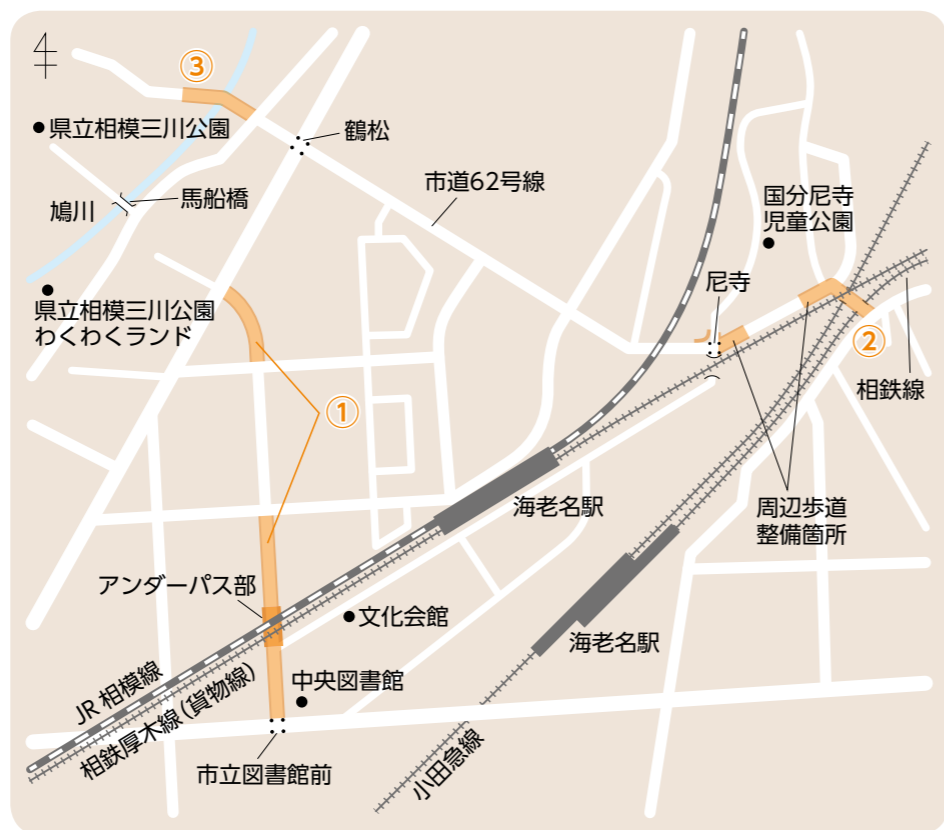 ③
県立相模三川公園
鶴松
市道62号線
鳩川
馬船橋
国分尼寺
児童公園
尼寺
県立相模三川公園
わくわくランド
②
相鉄線
①
海老名駅
周辺歩道
整備箇所
アンダーパス部
文化会館
海老名駅
中央図書館
JR相模線
相鉄厚木線(貨物線)
市立図書館前
小田急線